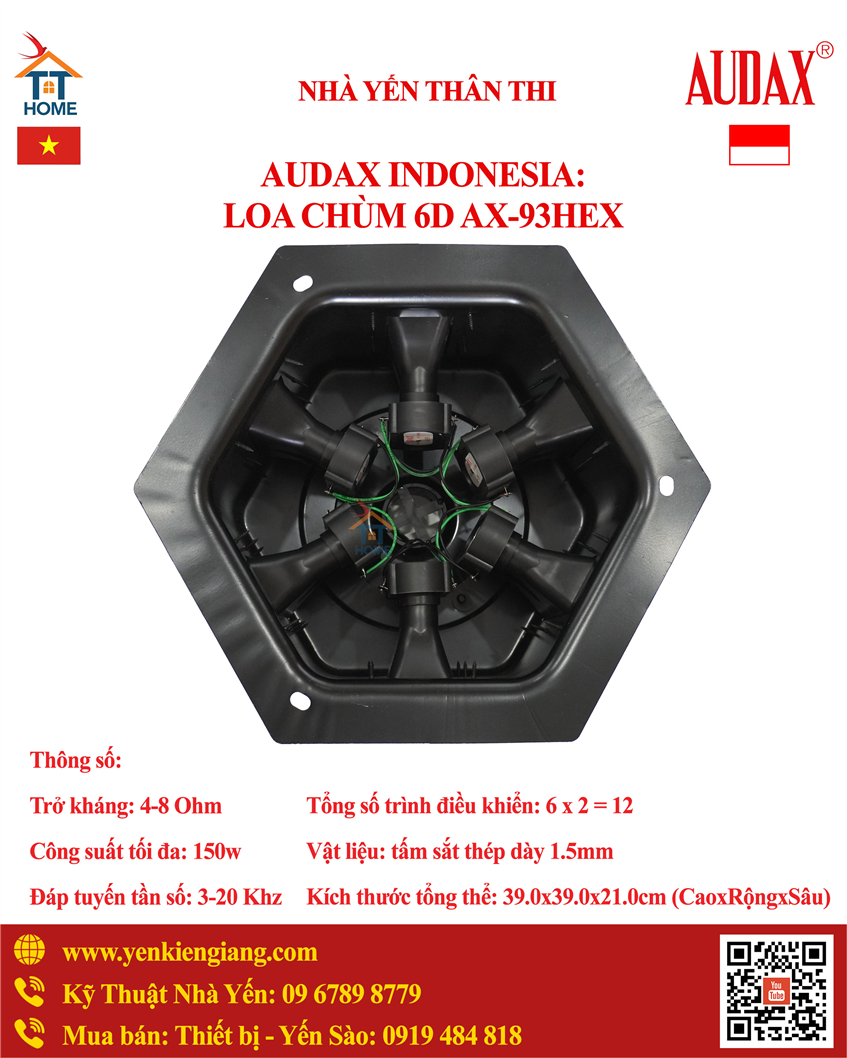 TT
HOME
NHÀ YẾN THÂN THI
AUDAX®
AUDAX INDONESIA:
LOA CHÙM 6D AX-93HEX
TT
HOME
Thông số:
Trở kháng: 4-8 Ohm
Tổng số trình điều khiển: 6 x 2 = 12
Công suất tối đa: 150w
Vật liệu: tấm sắt thép dày 1.5mm
Đáp tuyến tần số: 3-20 Khz
Kích thước tổng thể: 39.0x39.0x21.0cm (CaoxRộngxSâu)
www.yenkiengiang.com
Kỹ Thuật Nhà Yến: 09 6789 8779
Mua bán: Thiết bị - Yến Sào: 0919 484 818
You
Tube